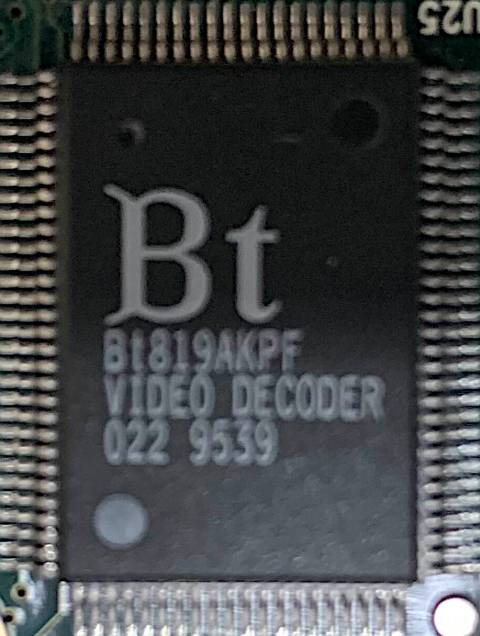 U25
Bt
Bt819AKPF
VIDEO DECODER
022 9539